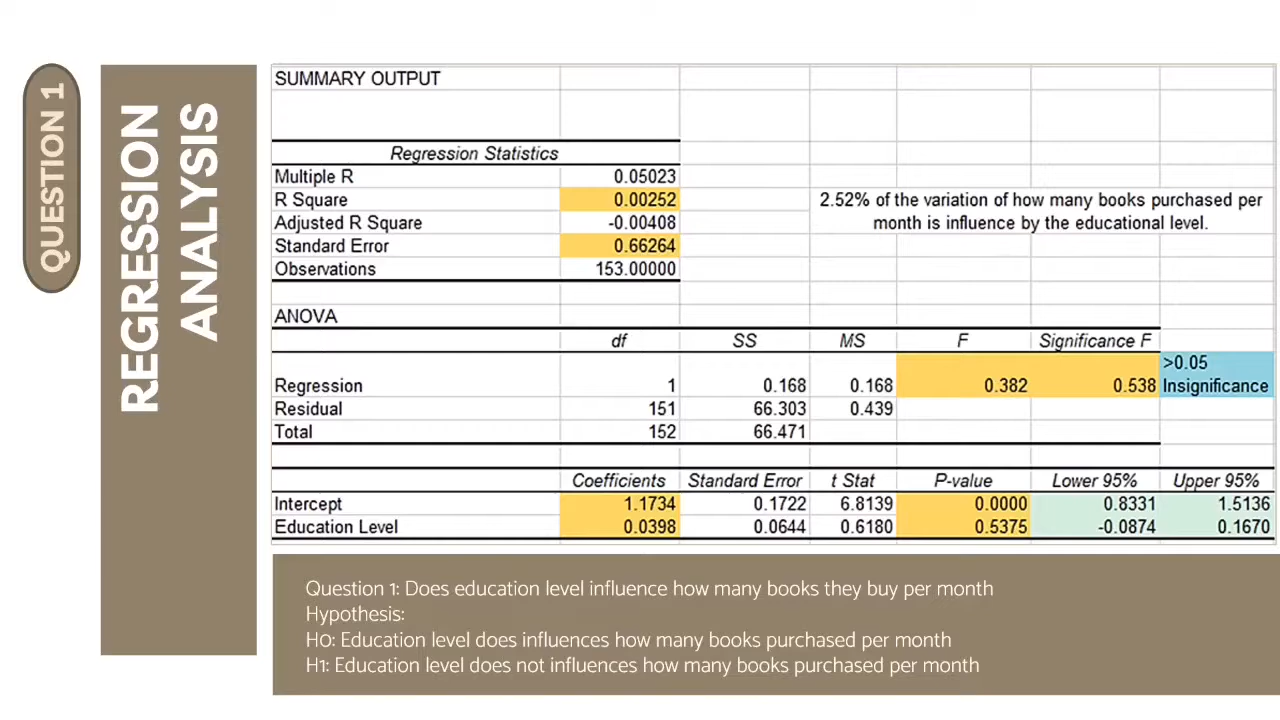 QUESTION 1
REGRESSION
ANALYSIS
SUMMARY OUTPUT
Regression Statistics
Multiple R 0.05023
R Square 0.00252
2.52% of the variation of how many books purchased per
month is influence by the educational level.
Adjusted R Square -0.00408
Standard Error 0.66264
Observations 153.00000
ANOVA
df SS MS F Significance F
>0.05
Regression 1 0.168 0.168 0.382 0.538 Insignificance
Residual 151 66.303 0.439
Total 152 66.471
Coefficients Standard Error t Stat P-value Lower 95% Upper 95%
Intercept 1.1734 0.1722 6.8139 0.0000 0.8331 1.5136
Education Level 0.0398 0.0644 0.6180 0.5375 -0.0874 0.1670
Question 1: Does education level influence how many books they buy per month
Hypothesis:
H0: Education level does influences how many books purchased per month
H1: Education level does not influences how many books purchased per month